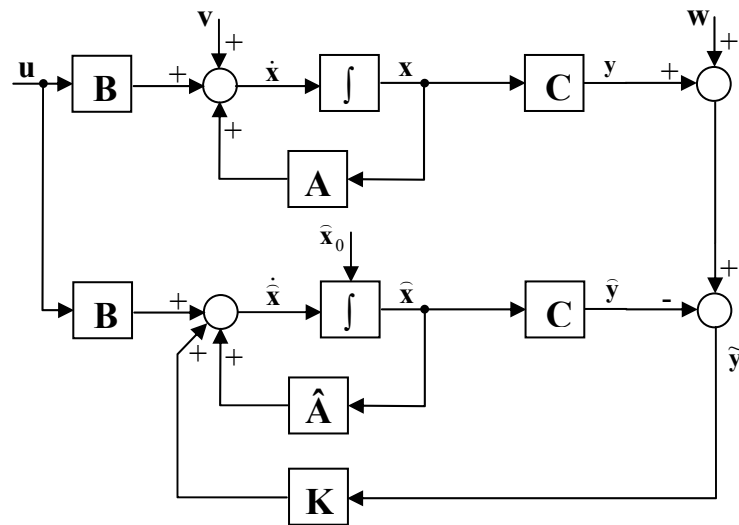 v w
+ +
u B + ẋ ∫ x C y +
+
A
x̂₀ +
B + x̂̇ ∫ x̂ C ŷ -
+ + ỹ
Â
K